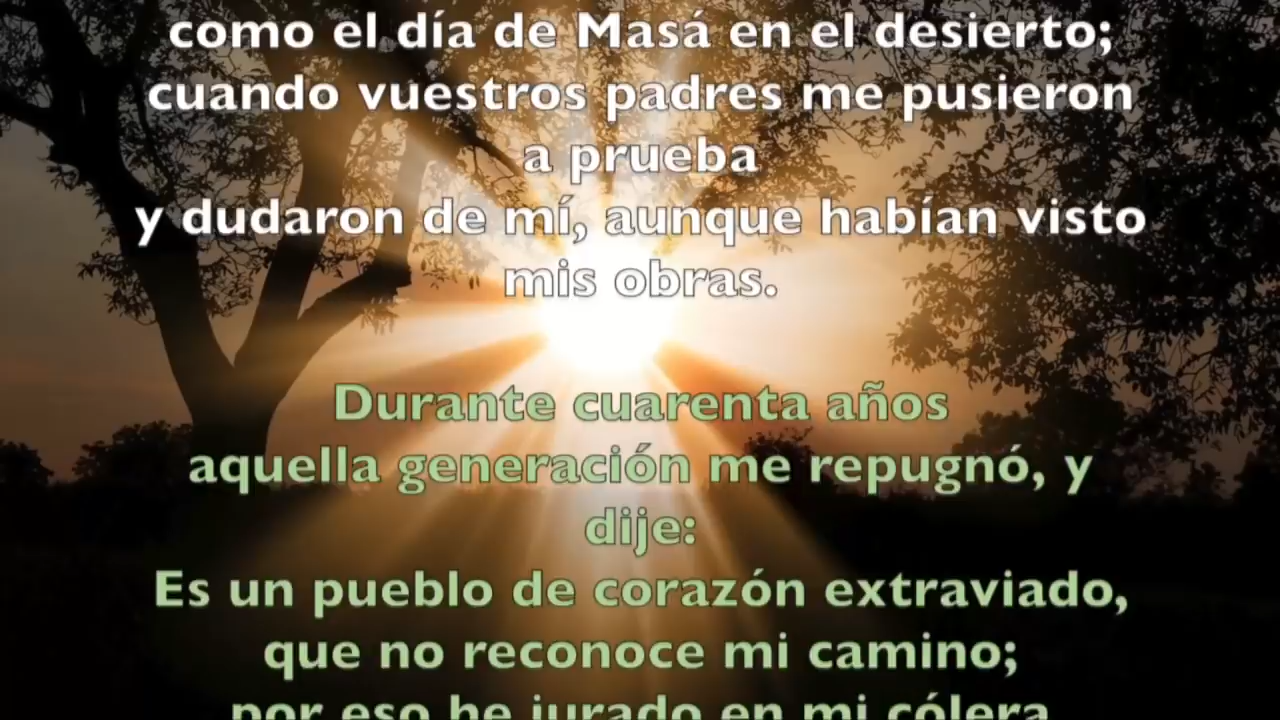 como el día de Masá en el desierto;
cuando vuestros padres me pusieron
a prueba
y dudaron de mí, aunque habían visto
mis obras.
Durante cuarenta años
aquella generación me repugnó, y
dije:
Es un pueblo de corazón extraviado,
que no reconoce mi camino;
por eso he jurado en mi cólera